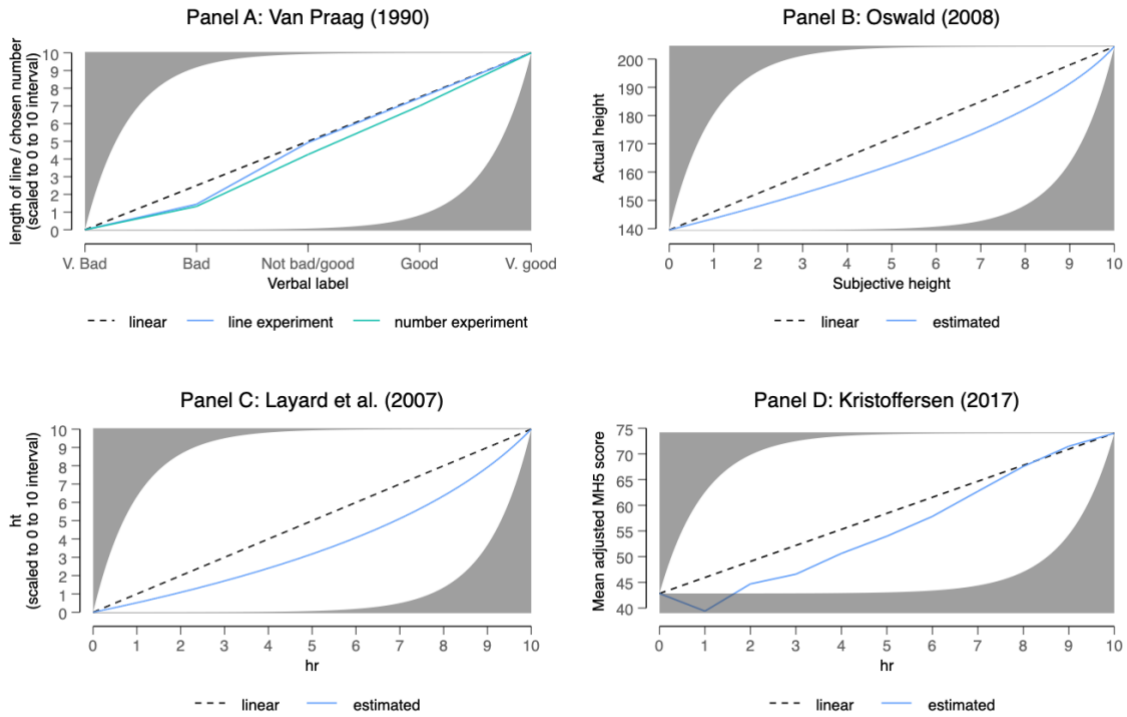 Panel A: Van Praag (1990)
length of line / chosen number
(scaled to 0 to 10 interval)
10
9
8
7
6
5
4
3
2
1
0
V. Bad Bad Not bad/good Good V. good
Verbal label
linear line experiment number experiment
Panel B: Oswald (2008)
Actual height
200
190
180
170
160
150
140
0 1 2 3 4 5 6 7 8 9 10
Subjective height
linear estimated
Panel C: Layard et al. (2007)
ht
(scaled to 0 to 10 interval)
10
9
8
7
6
5
4
3
2
1
0
0 1 2 3 4 5 6 7 8 9 10
hr
linear estimated
Panel D: Kristoffersen (2017)
Mean adjusted MH5 score
75
70
65
60
55
50
45
40
0 1 2 3 4 5 6 7 8 9 10
hr
linear estimated